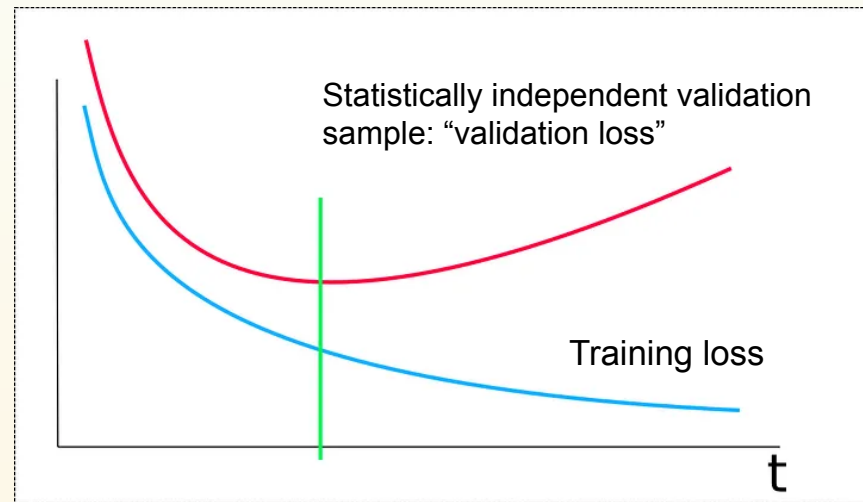 Statistically independent validation
sample: “validation loss”
Training loss
t